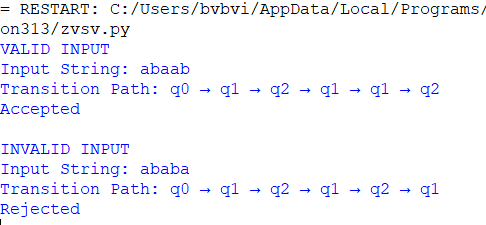 = RESTART: C:/Users/bvbvi/AppData/Local/Programs/
on313/zvsv.py
VALID INPUT
Input String: abaab
Transition Path: q0 → q1 → q2 → q1 → q1 → q2
Accepted
INVALID INPUT
Input String: ababa
Transition Path: q0 → q1 → q2 → q1 → q2 → q1
Rejected